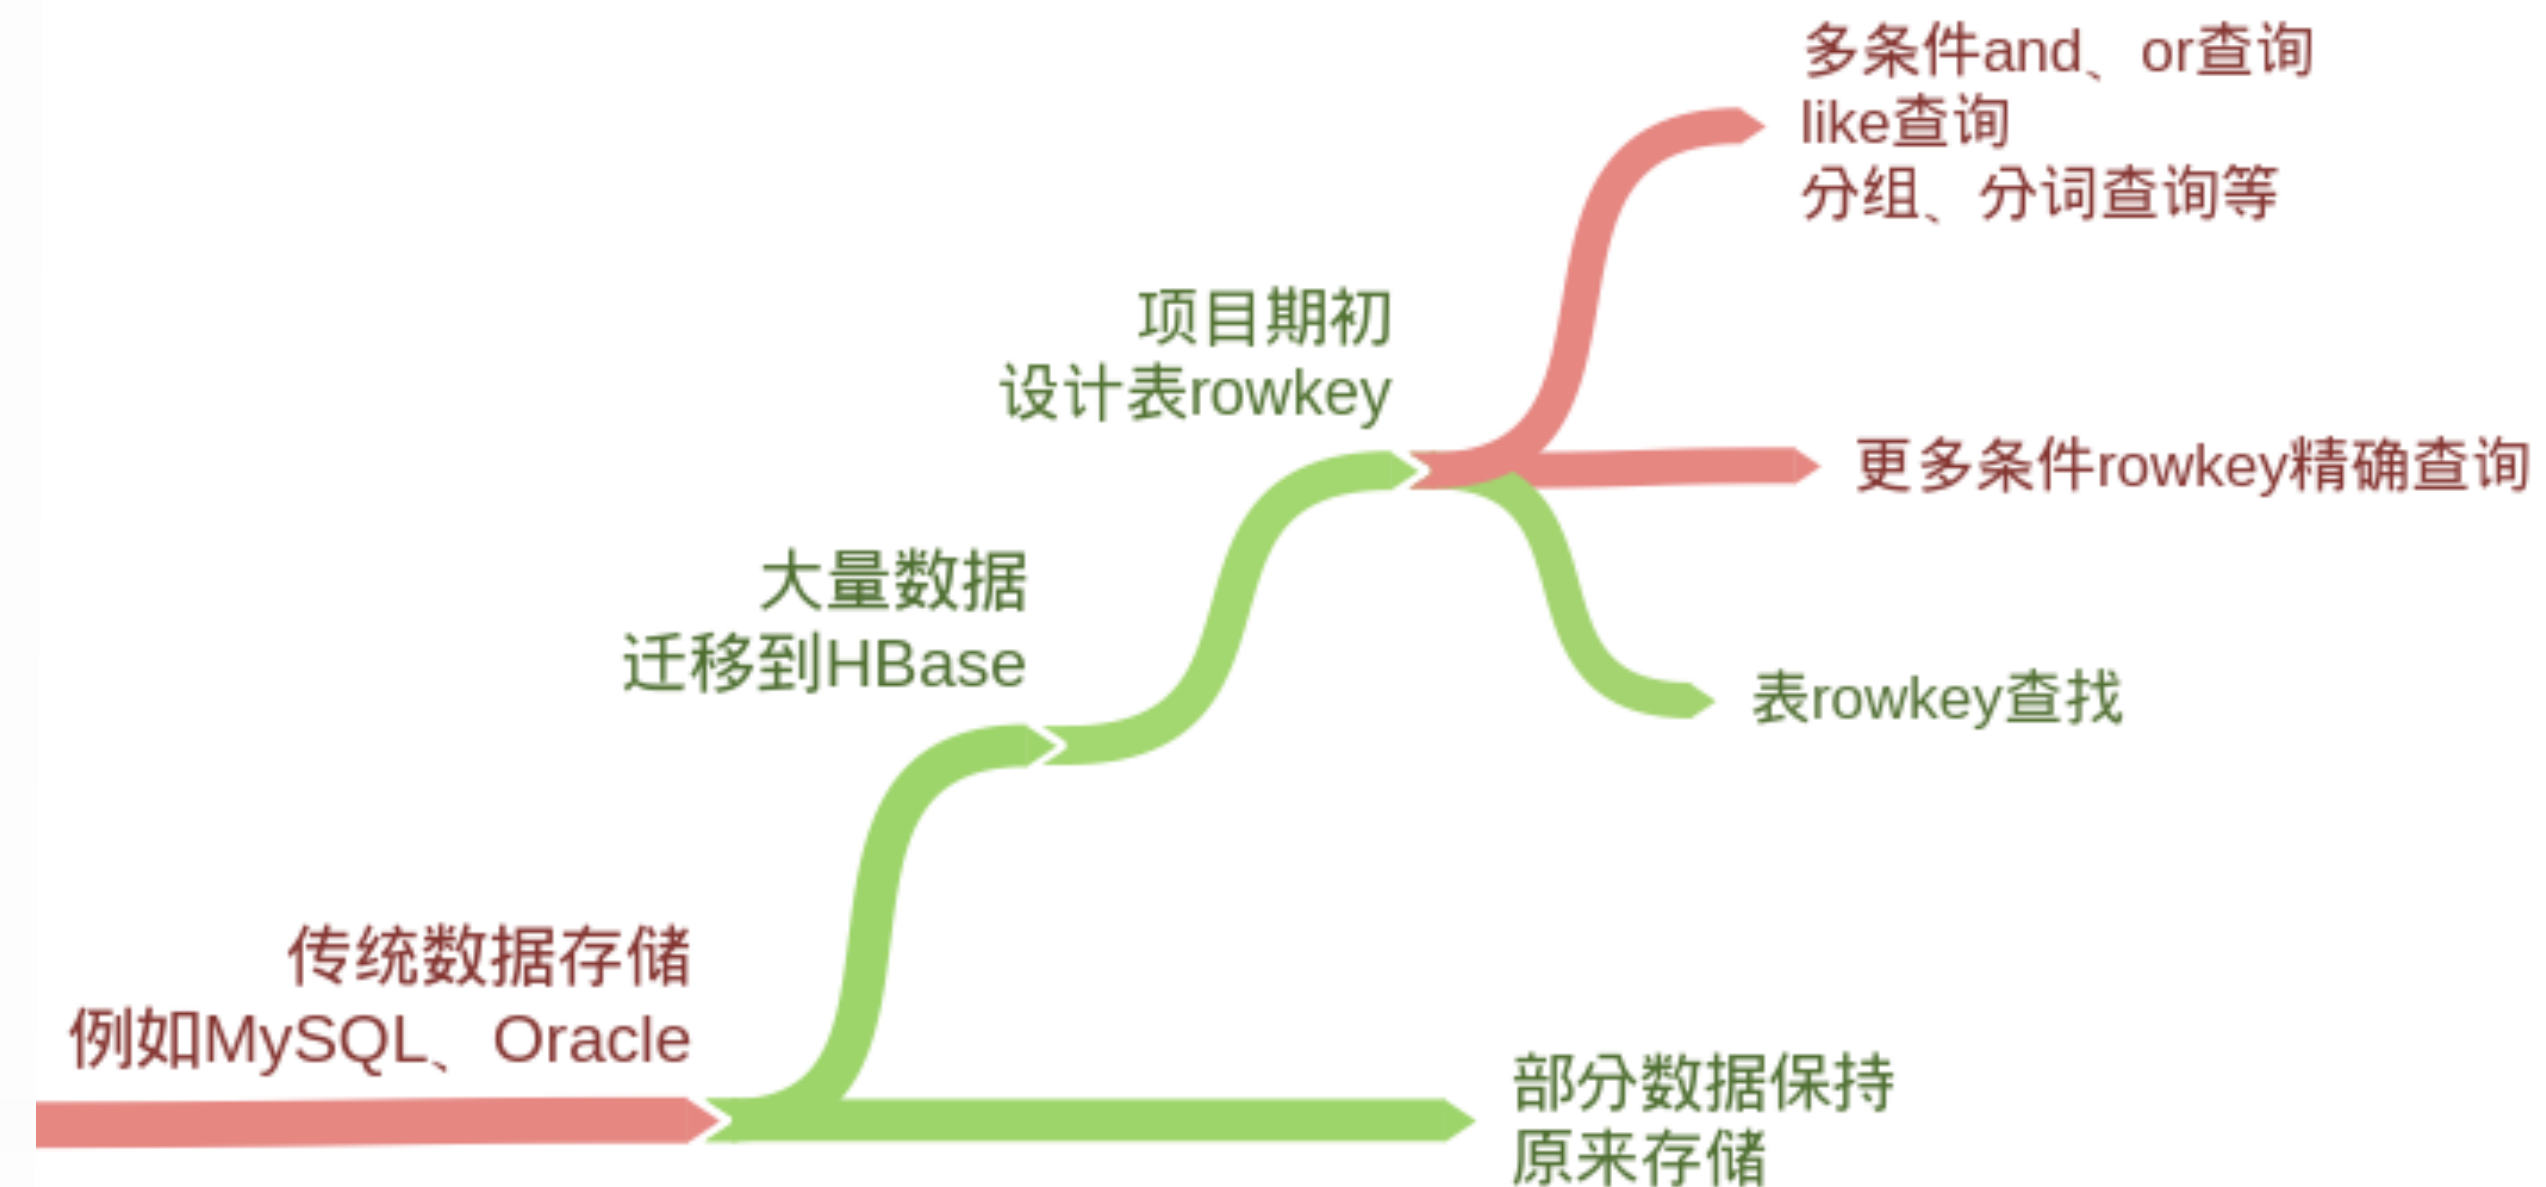 多条件and、or查询
like查询
分组、分词查询等
项目期初
设计表rowkey
更多条件rowkey精确查询
大量数据
迁移到HBase
表rowkey查找
传统数据存储
例如MySQL、Oracle
部分数据保持
原来存储